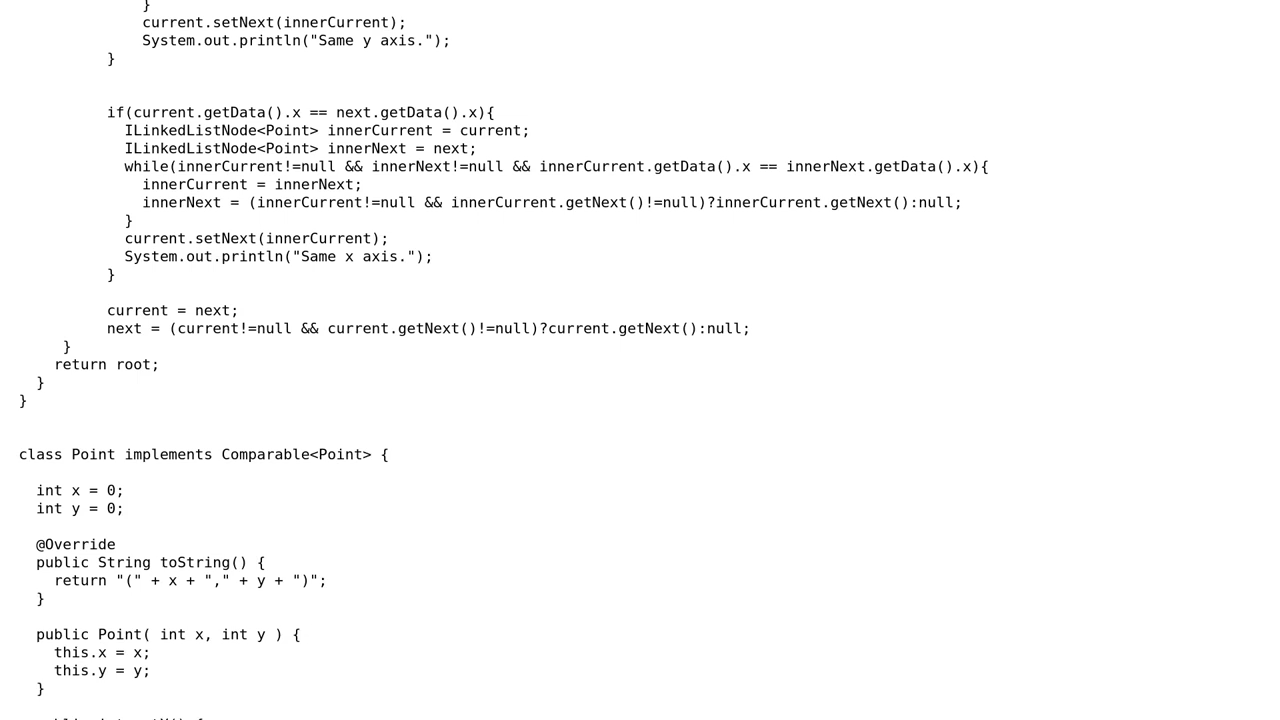 }
                current.setNext(innerCurrent);
                System.out.println("Same y axis.");
            }

            if(current.getData().x == next.getData().x){
              ILinkedListNode<Point> innerCurrent = current;
              ILinkedListNode<Point> innerNext = next;
              while(innerCurrent!=null && innerNext!=null && innerCurrent.getData().x == innerNext.getData().x){
                innerCurrent = innerNext;
                innerNext = (innerCurrent!=null && innerCurrent.getNext()!=null)?innerCurrent.getNext():null;
              }
              current.setNext(innerCurrent);
              System.out.println("Same x axis.");
            }

            current = next;
            next = (current!=null && current.getNext()!=null)?current.getNext():null;
       }
      return root;
    }
  }

  class Point implements Comparable<Point> {

    int x = 0;
    int y = 0;

    @Override
    public String toString() {
      return "(" + x + "," + y + ")";
    }

    public Point( int x, int y ) {
      this.x = x;
      this.y = y;
    }